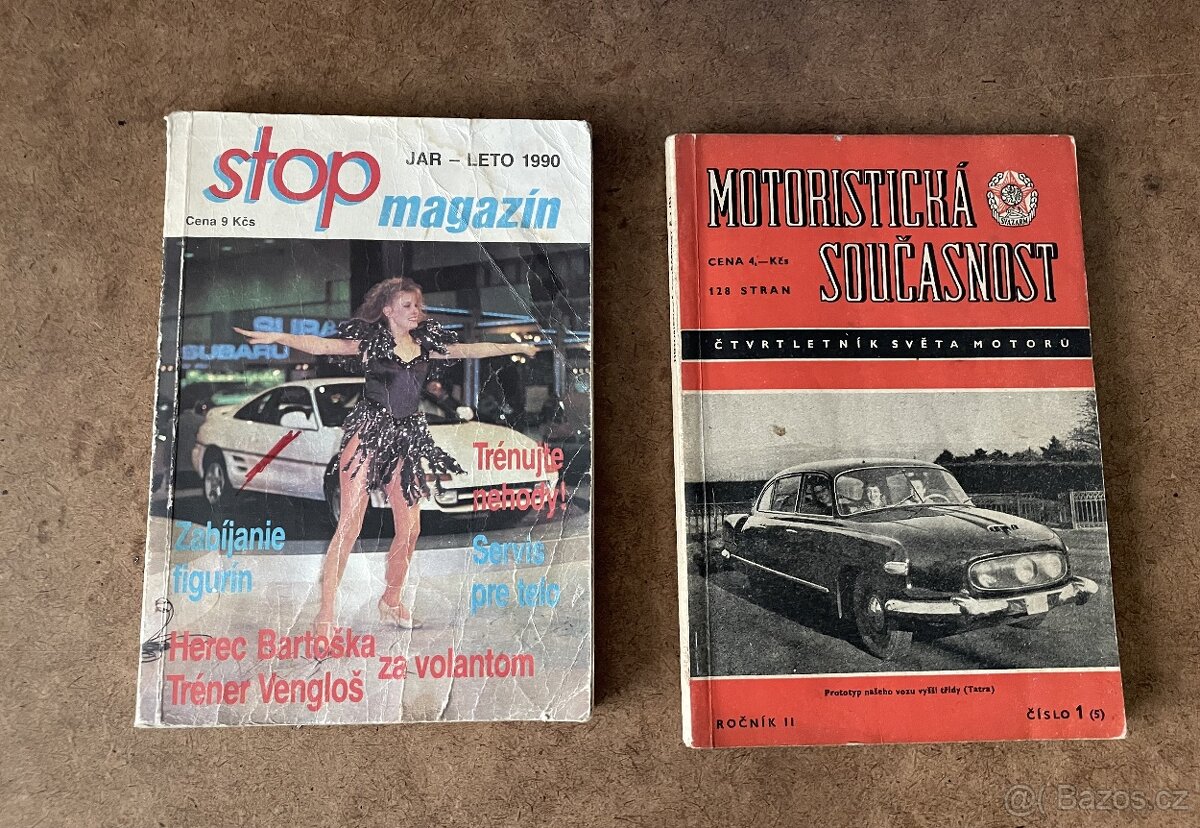 stop
JAR – LETO 1990
magazín
Cena 9 Kčs
SUBARU
SUBARU
Trénujte
nehody!
Zabíjanie
figurín
Servis
pre telo
Herec Bartoška
Tréner Vengloš
za volantom
MOTORISTICKÁ
SOUČASNOST
SVAZARM
CENA 4,—Kčs
128 STRAN
ČTVRTLETNÍK SVĚTA MOTORŮ
Prototyp našeho vozu vyšší třídy (Tatra)
ROČNÍK II
ČÍSLO 1 (5)
@ Bazos.cz